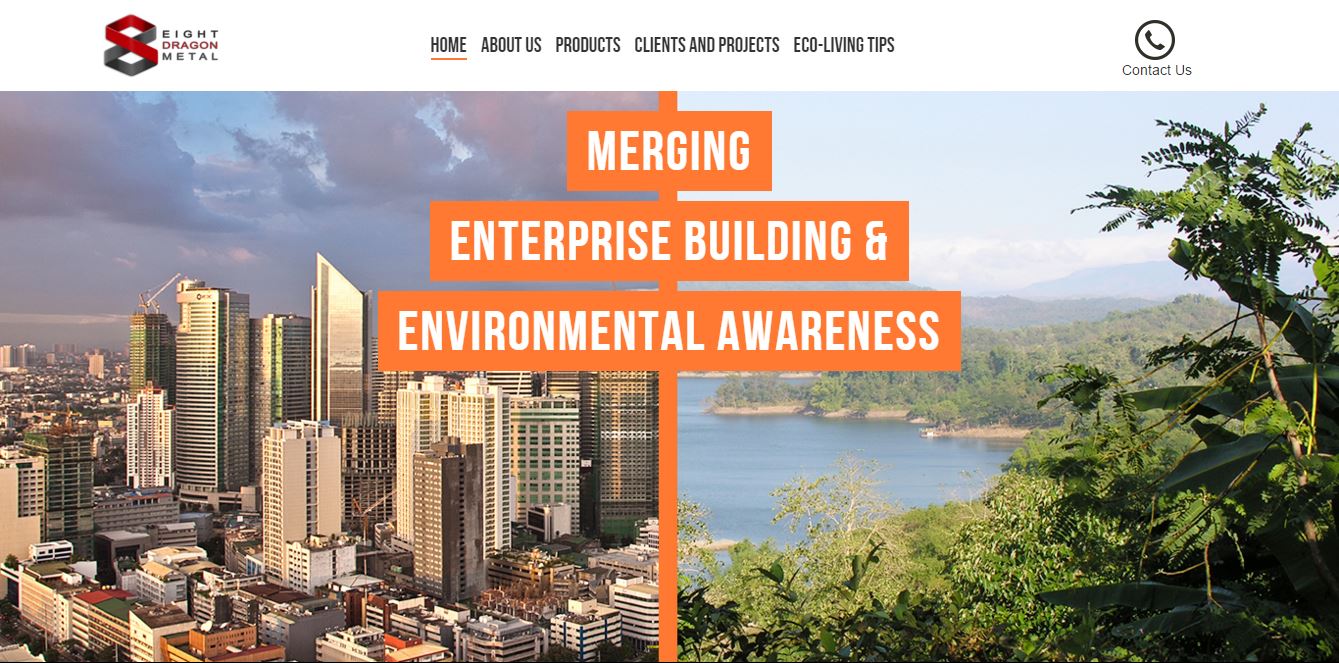 EIGHT
DRAGON
METAL
HOME ABOUT US PRODUCTS CLIENTS AND PROJECTS ECO-LIVING TIPS
Contact Us
MERGING
ENTERPRISE BUILDING &
ENVIRONMENTAL AWARENESS